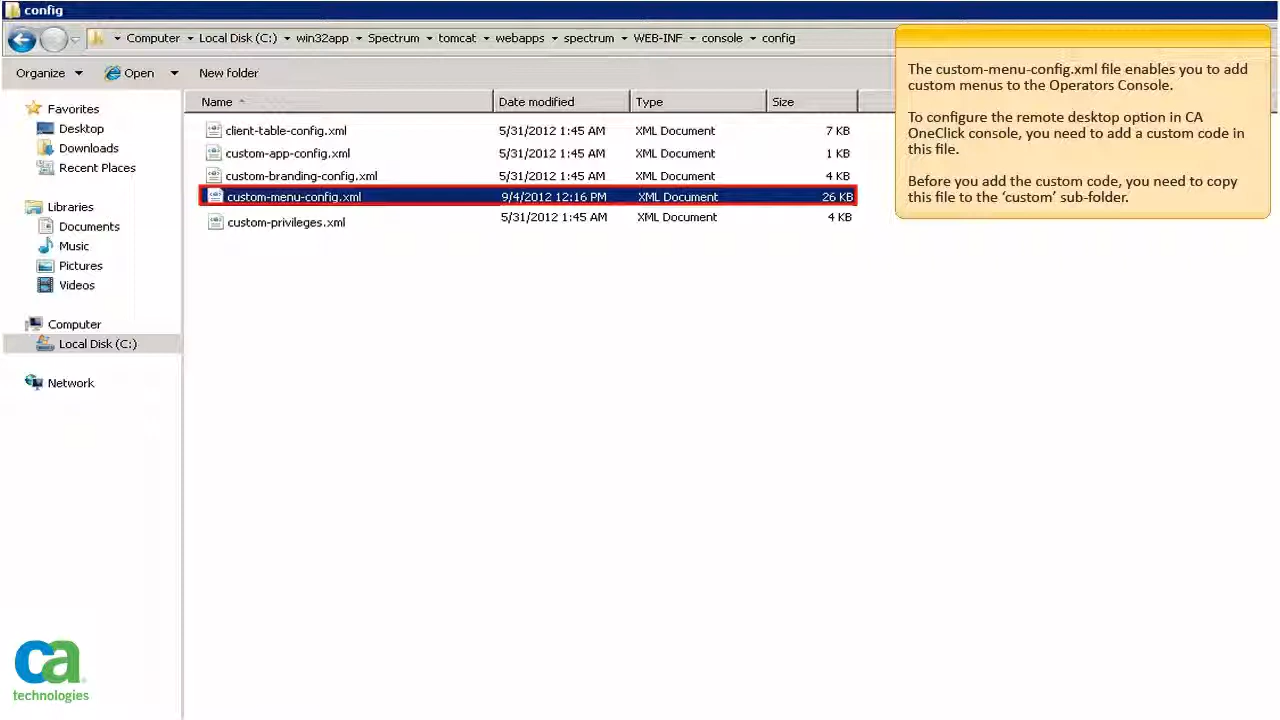 config
Computer Local Disk (C:) win32app Spectrum tomcat webapps spectrum WEB-INF console config
Organize Open New folder
Name Date modified Type Size
Favorites
Desktop
Downloads
Recent Places
Libraries
Documents
Music
Pictures
Videos
Computer
Local Disk (C:)
Network
client-table-config.xml 5/31/2012 1:45 AM XML Document 7 KB
custom-app-config.xml 5/31/2012 1:45 AM XML Document 1 KB
custom-branding-config.xml 5/31/2012 1:45 AM XML Document 4 KB
custom-menu-config.xml 9/4/2012 12:16 PM XML Document 26 KB
custom-privileges.xml 5/31/2012 1:45 AM XML Document 4 KB
The custom-menu-config.xml file enables you to add
custom menus to the Operators Console.
To configure the remote desktop option in CA
OneClick console, you need to add a custom code in
this file.
Before you add the custom code, you need to copy
this file to the ‘custom’ sub-folder.
ca
technologies